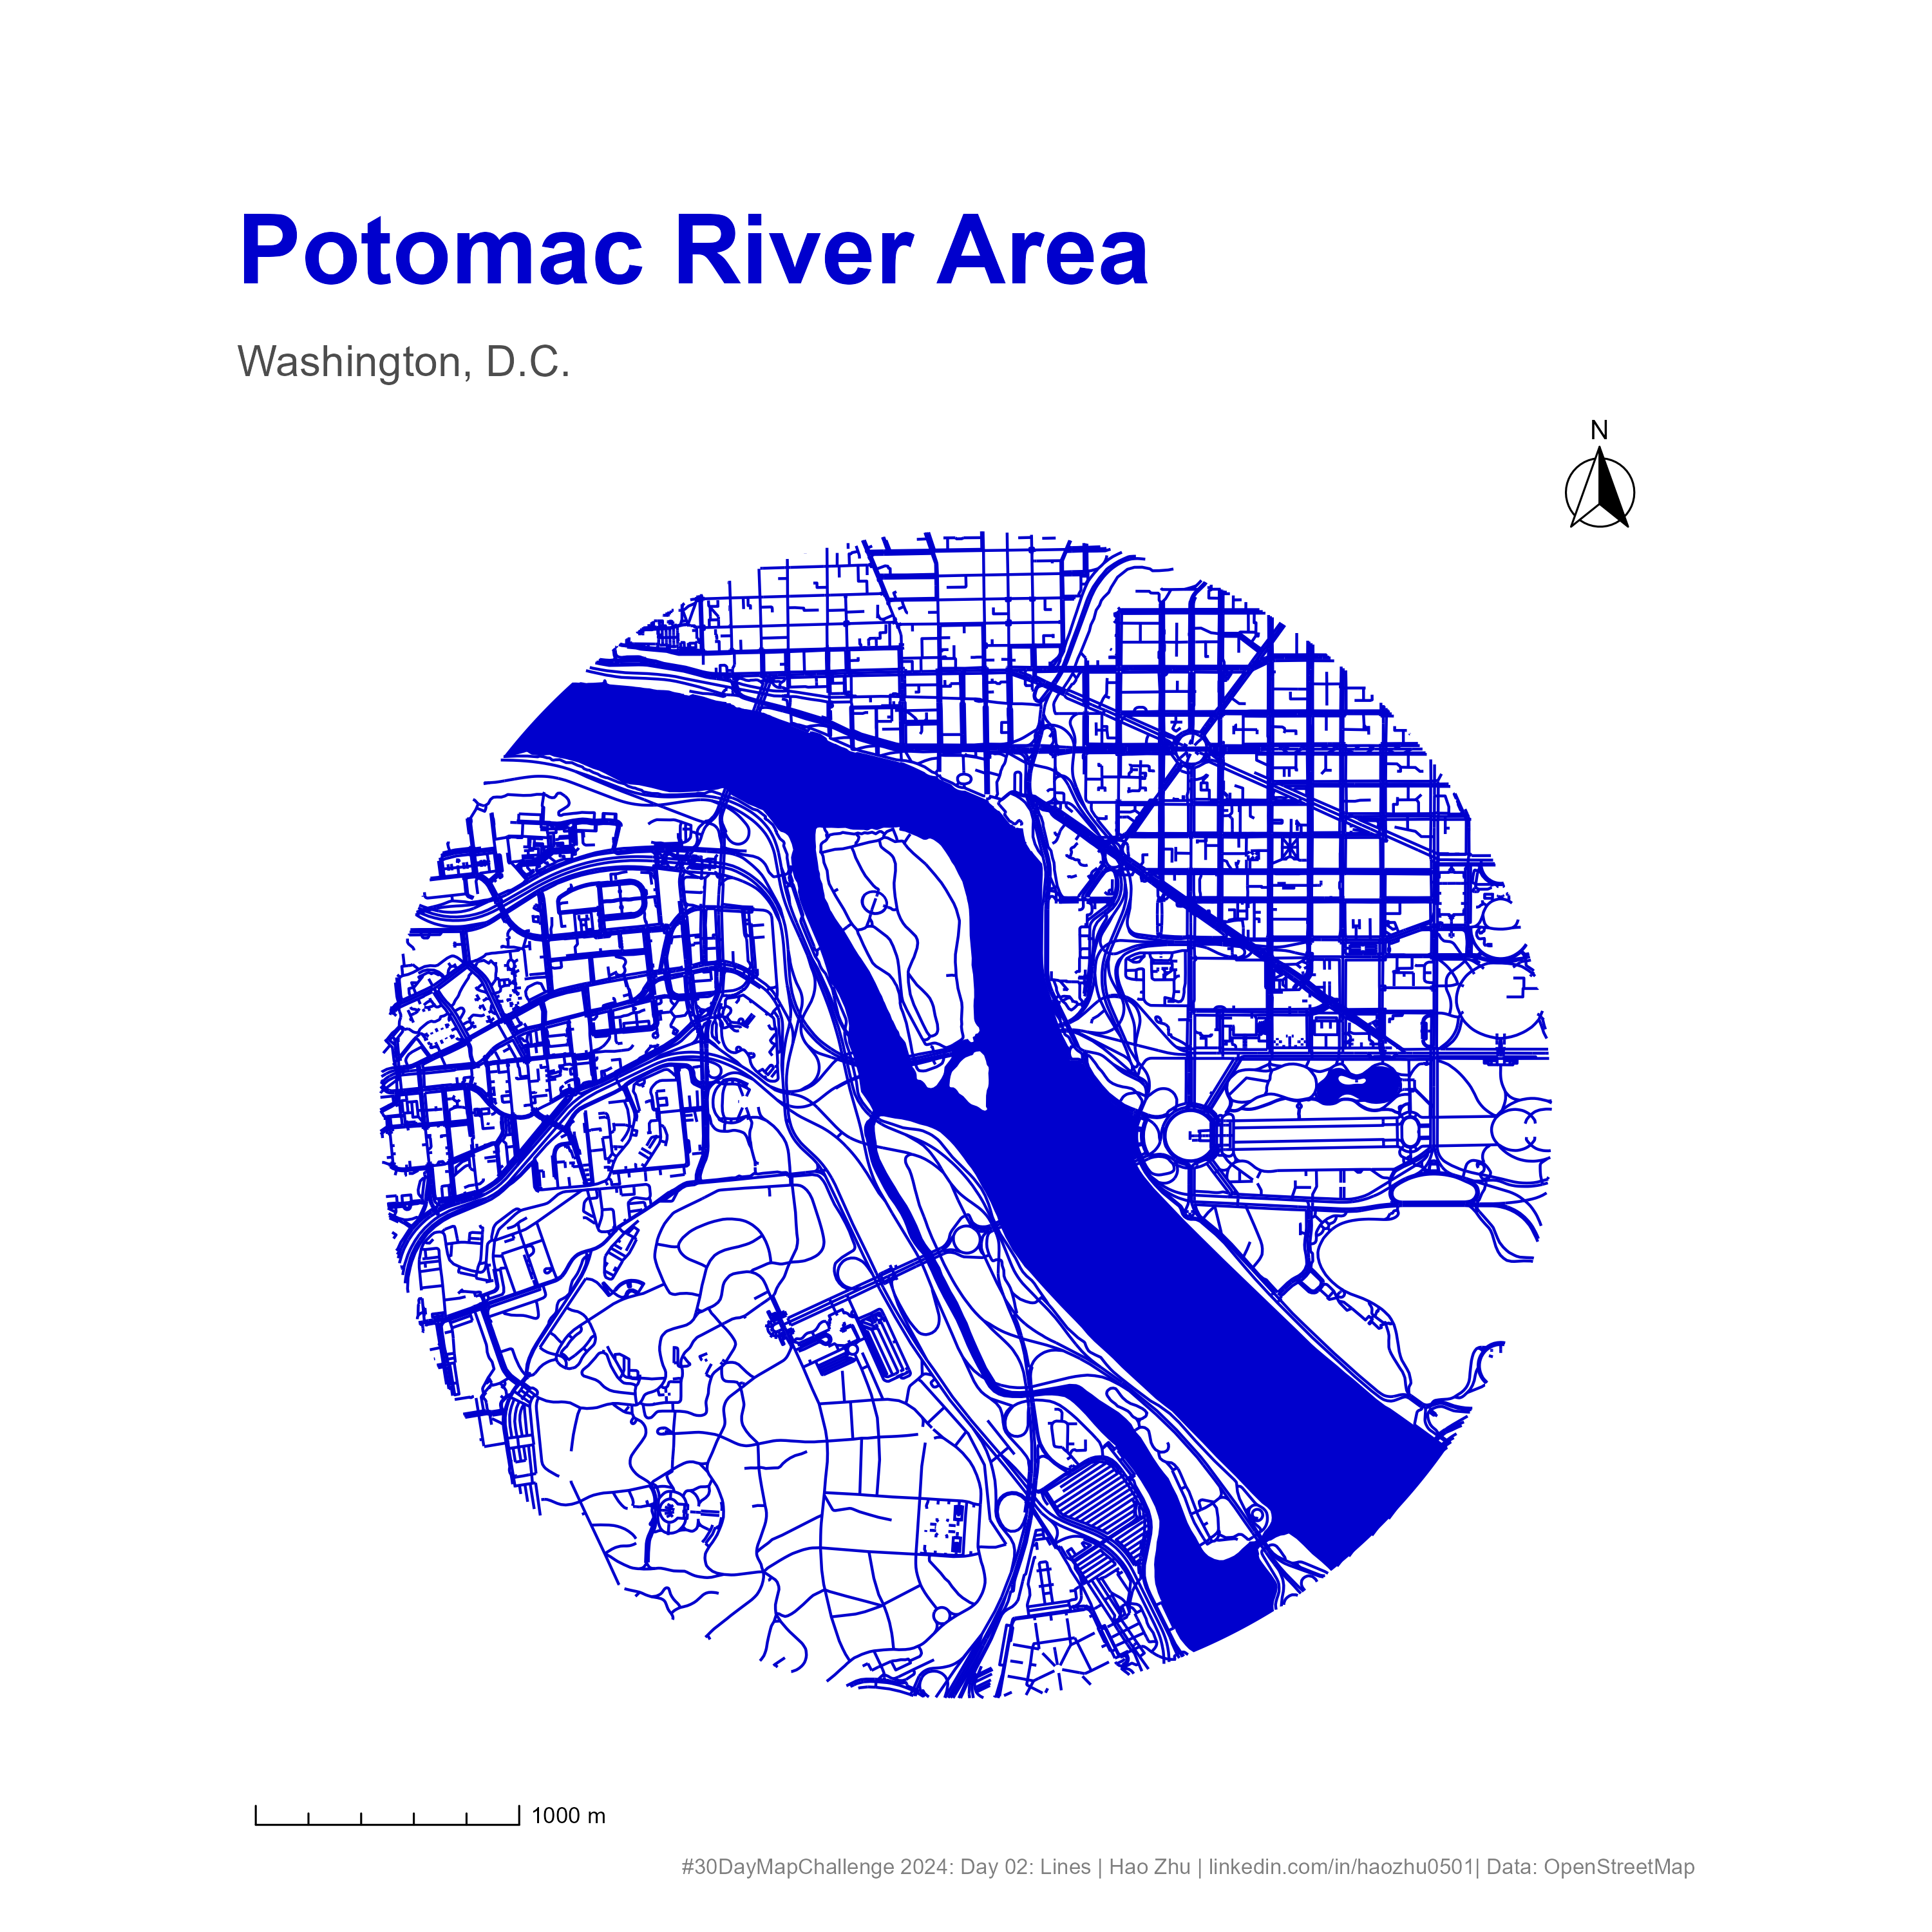 Potomac River Area
Washington, D.C.
N
1000 m
#30DayMapChallenge 2024: Day 02: Lines | Hao Zhu | linkedin.com/in/haozhu0501| Data: OpenStreetMap